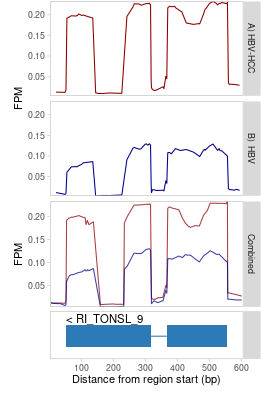 0.20
0.15
0.10
0.05
A) HBV-HCC
FPM
0.20
0.15
0.10
0.05
B) HBV
0.20
0.15
0.10
0.05
FPM
Combined
< RI_TONSL_9
100 200 300 400 500 600
Distance from region start (bp)